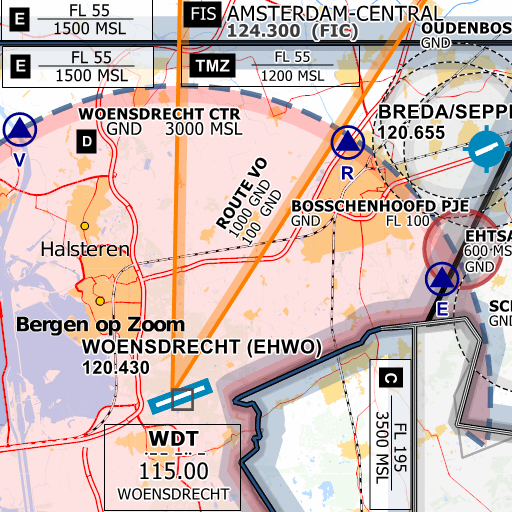 E
FL 55
1500 MSL
FIS
AMSTERDAM-CENTRAL
124.300 (FIC)
OUDENBOS
GND
E
FL 55
1500 MSL
TMZ
FL 55
1200 MSL
WOENSDRECHT CTR
GND 3000 MSL
D
V
BREDA/SEPPE
120.655
R
ROUTE VO
1000 GND
100 GND
BOSSCHENHOOFD PJE
GND FL 100
EHTSA
600 MS
GND
Halsteren
E
SC
GND
Bergen op Zoom
WOENSDRECHT (EHWO)
120.430
C
FL 195
3500 MSL
WDT
115.00
WOENSDRECHT